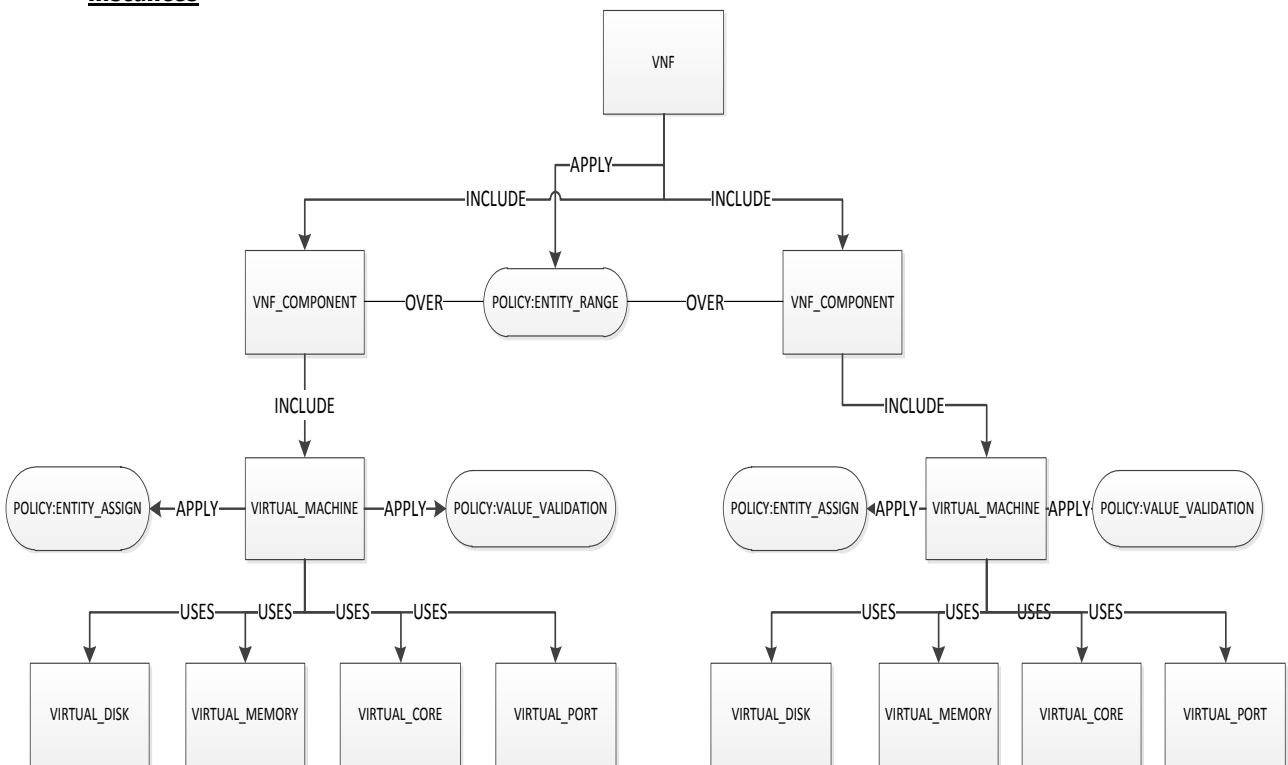 VNF
APPLY
INCLUDE INCLUDE
VNF_COMPONENT OVER POLICY:ENTITY_RANGE OVER VNF_COMPONENT
INCLUDE INCLUDE
POLICY:ENTITY_ASSIGN APPLY VIRTUAL_MACHINE APPLY POLICY:VALUE_VALIDATION POLICY:ENTITY_ASSIGN APPLY VIRTUAL_MACHINE APPLY POLICY:VALUE_VALIDATION
USES USES USES USES USES USES USES USES
VIRTUAL_DISK VIRTUAL_MEMORY VIRTUAL_CORE VIRTUAL_PORT VIRTUAL_DISK VIRTUAL_MEMORY VIRTUAL_CORE VIRTUAL_PORT